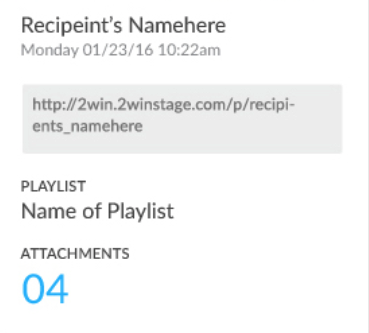 Recipeint's Namehere
Monday 01/23/16 10:22am
http://2win.2winstage.com/p/recipi-
ents_namehere
PLAYLIST
Name of Playlist
ATTACHMENTS
04